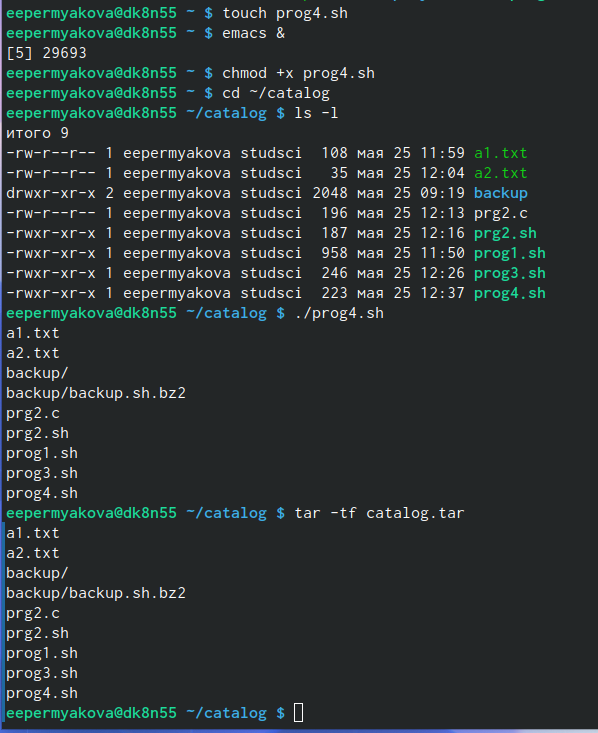 eepermyakova@dk8n55 ~ $ touch prog4.sh
eepermyakova@dk8n55 ~ $ emacs &
[5] 29693
eepermyakova@dk8n55 ~ $ chmod +x prog4.sh
eepermyakova@dk8n55 ~ $ cd ~/catalog
eepermyakova@dk8n55 ~/catalog $ ls -l
итого 9
-rw-r--r-- 1 eepermyakova studsci  108 мая 25 11:59 a1.txt
-rw-r--r-- 1 eepermyakova studsci   35 мая 25 12:04 a2.txt
drwxr-xr-x 2 eepermyakova studsci 2048 мая 25 09:19 backup
-rw-r--r-- 1 eepermyakova studsci  196 мая 25 12:13 prg2.c
-rwxr-xr-x 1 eepermyakova studsci  187 мая 25 12:16 prg2.sh
-rwxr-xr-x 1 eepermyakova studsci  958 мая 25 11:50 prog1.sh
-rwxr-xr-x 1 eepermyakova studsci  246 мая 25 12:26 prog3.sh
-rwxr-xr-x 1 eepermyakova studsci  223 мая 25 12:37 prog4.sh
eepermyakova@dk8n55 ~/catalog $ ./prog4.sh
a1.txt
a2.txt
backup/
backup/backup.sh.bz2
prg2.c
prg2.sh
prog1.sh
prog3.sh
prog4.sh
eepermyakova@dk8n55 ~/catalog $ tar -tf catalog.tar
a1.txt
a2.txt
backup/
backup/backup.sh.bz2
prg2.c
prg2.sh
prog1.sh
prog3.sh
prog4.sh
eepermyakova@dk8n55 ~/catalog $